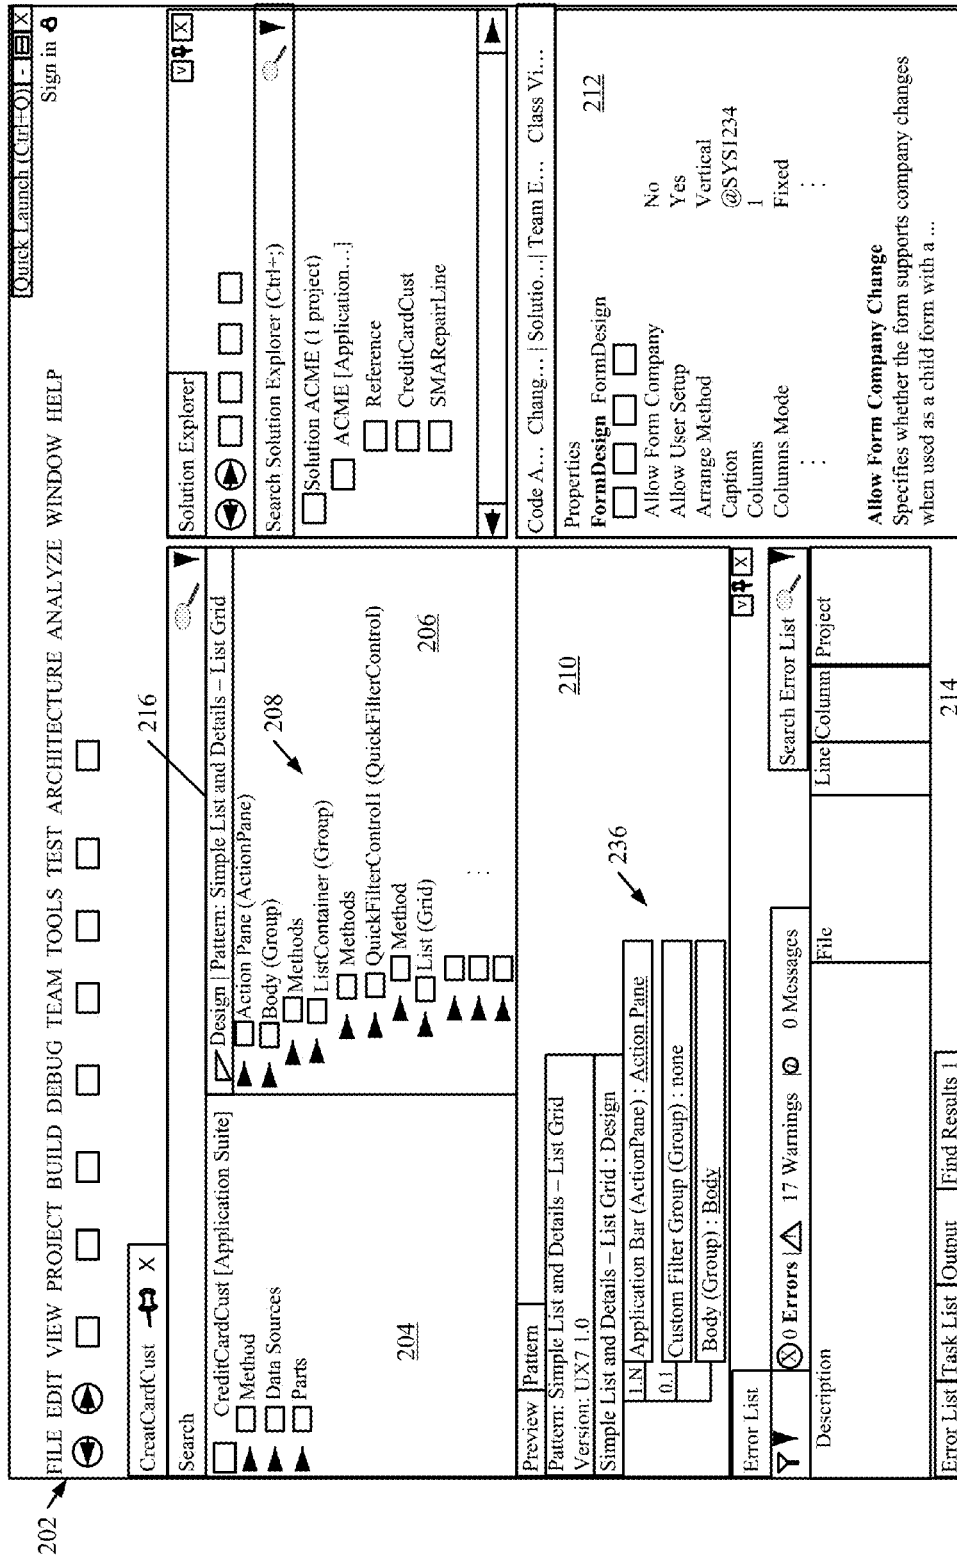 202
[Quick Launch (Ctrl+Q)] - 日 X
FILE EDIT VIEW PROJECT BUILD DEBUG TEAM TOOLS TEST ARCHITECTURE ANALYZE WINDOW HELP
Sign in
CreatCardCust X
216
Search
CreditCardCust [Application Suite]
Method
Data Sources
Parts
204
Design | Pattern: Simple List and Details – List Grid
Action Pane (ActionPane)
Body (Group)
Methods
ListContainer (Group)
Methods
QuickFilterControl1 (QuickFilterControl)
Method
List (Grid)
208
206
Preview Pattern
Pattern: Simple List and Details – List Grid
Version: UX7 1.0
Simple List and Details – List Grid : Design
1.N Application Bar (ActionPane) : Action Pane
0.1 Custom Filter Group (Group) : none
Body (Group) : Body
236
210
Error List
V X
0 Errors 17 Warnings 0 Messages
Search Error List
Description File Line Column Project
Error List Task List Output Find Results 1
214
Solution Explorer
V X
Search Solution Explorer (Ctrl+;)
Solution ACME (1 project)
ACME [Application...]
Reference
CreditCardCust
SMARepairLine
Code A... Chang... | Solutio...| Team E... Class Vi...
Properties
FormDesign FormDesign
212
Allow Form Company No
Allow User Setup Yes
Arrange Method Vertical
Caption @SYS1234
Columns 1
Columns Mode Fixed
Allow Form Company Change
Specifies whether the form supports company changes
when used as a child form with a ...